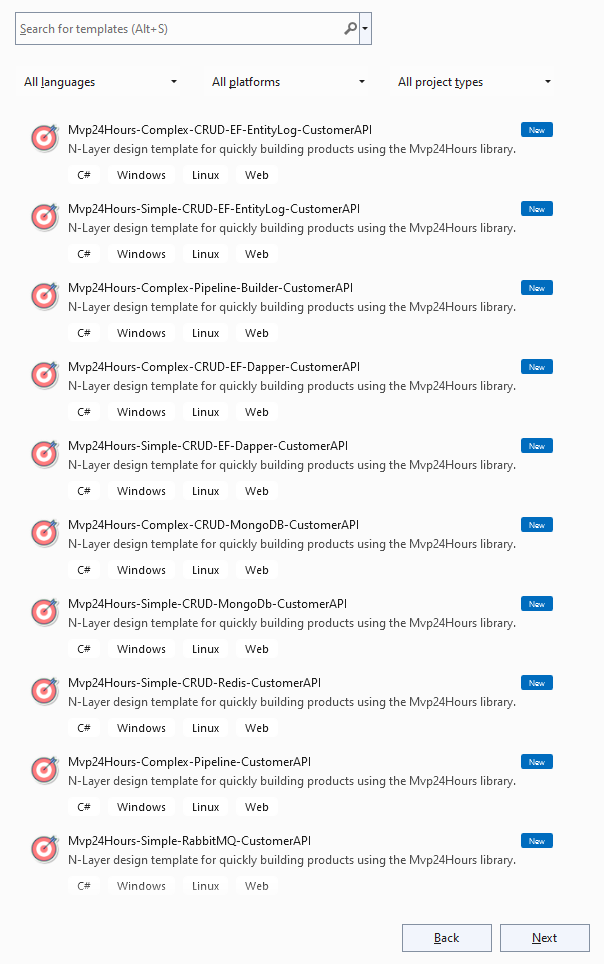 Search for templates (Alt+S)
All languages All platforms All project types
Mvp24Hours-Complex-CRUD-EF-EntityLog-CustomerAPI New
N-Layer design template for quickly building products using the Mvp24Hours library.
C# Windows Linux Web
Mvp24Hours-Simple-CRUD-EF-EntityLog-CustomerAPI New
N-Layer design template for quickly building products using the Mvp24Hours library.
C# Windows Linux Web
Mvp24Hours-Complex-Pipeline-Builder-CustomerAPI New
N-Layer design template for quickly building products using the Mvp24Hours library.
C# Windows Linux Web
Mvp24Hours-Complex-CRUD-EF-Dapper-CustomerAPI New
N-Layer design template for quickly building products using the Mvp24Hours library.
C# Windows Linux Web
Mvp24Hours-Simple-CRUD-EF-Dapper-CustomerAPI New
N-Layer design template for quickly building products using the Mvp24Hours library.
C# Windows Linux Web
Mvp24Hours-Complex-CRUD-MongoDB-CustomerAPI New
N-Layer design template for quickly building products using the Mvp24Hours library.
C# Windows Linux Web
Mvp24Hours-Simple-CRUD-MongoDb-CustomerAPI New
N-Layer design template for quickly building products using the Mvp24Hours library.
C# Windows Linux Web
Mvp24Hours-Simple-CRUD-Redis-CustomerAPI New
N-Layer design template for quickly building products using the Mvp24Hours library.
C# Windows Linux Web
Mvp24Hours-Complex-Pipeline-CustomerAPI New
N-Layer design template for quickly building products using the Mvp24Hours library.
C# Windows Linux Web
Mvp24Hours-Simple-RabbitMQ-CustomerAPI New
N-Layer design template for quickly building products using the Mvp24Hours library.
C# Windows Linux Web
Back Next